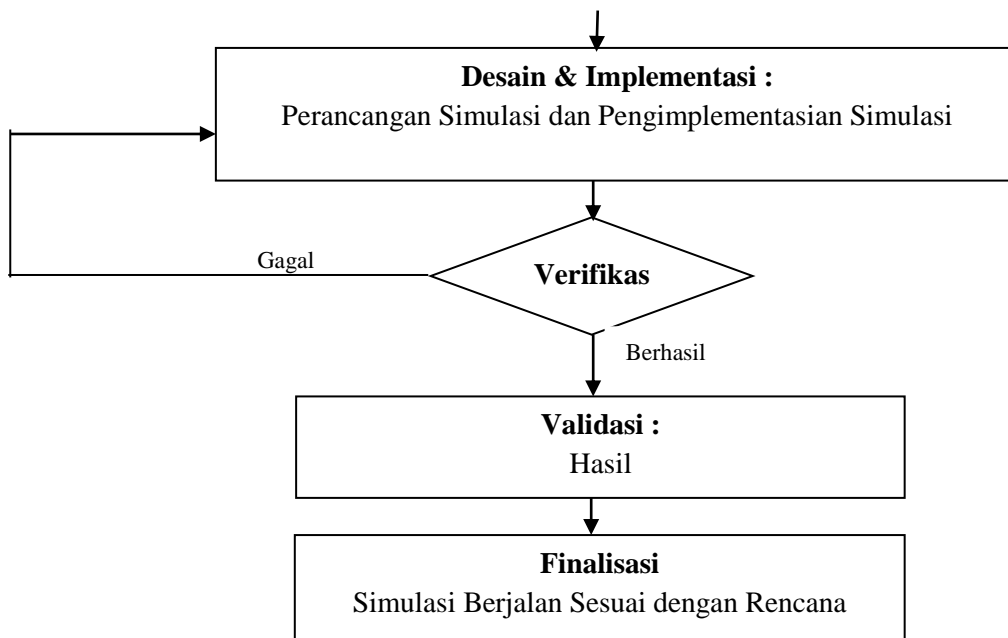 Desain & Implementasi :
Perancangan Simulasi dan Pengimplementasian Simulasi
Gagal
Verifikas
Berhasil
Validasi :
Hasil
Finalisasi
Simulasi Berjalan Sesuai dengan Rencana